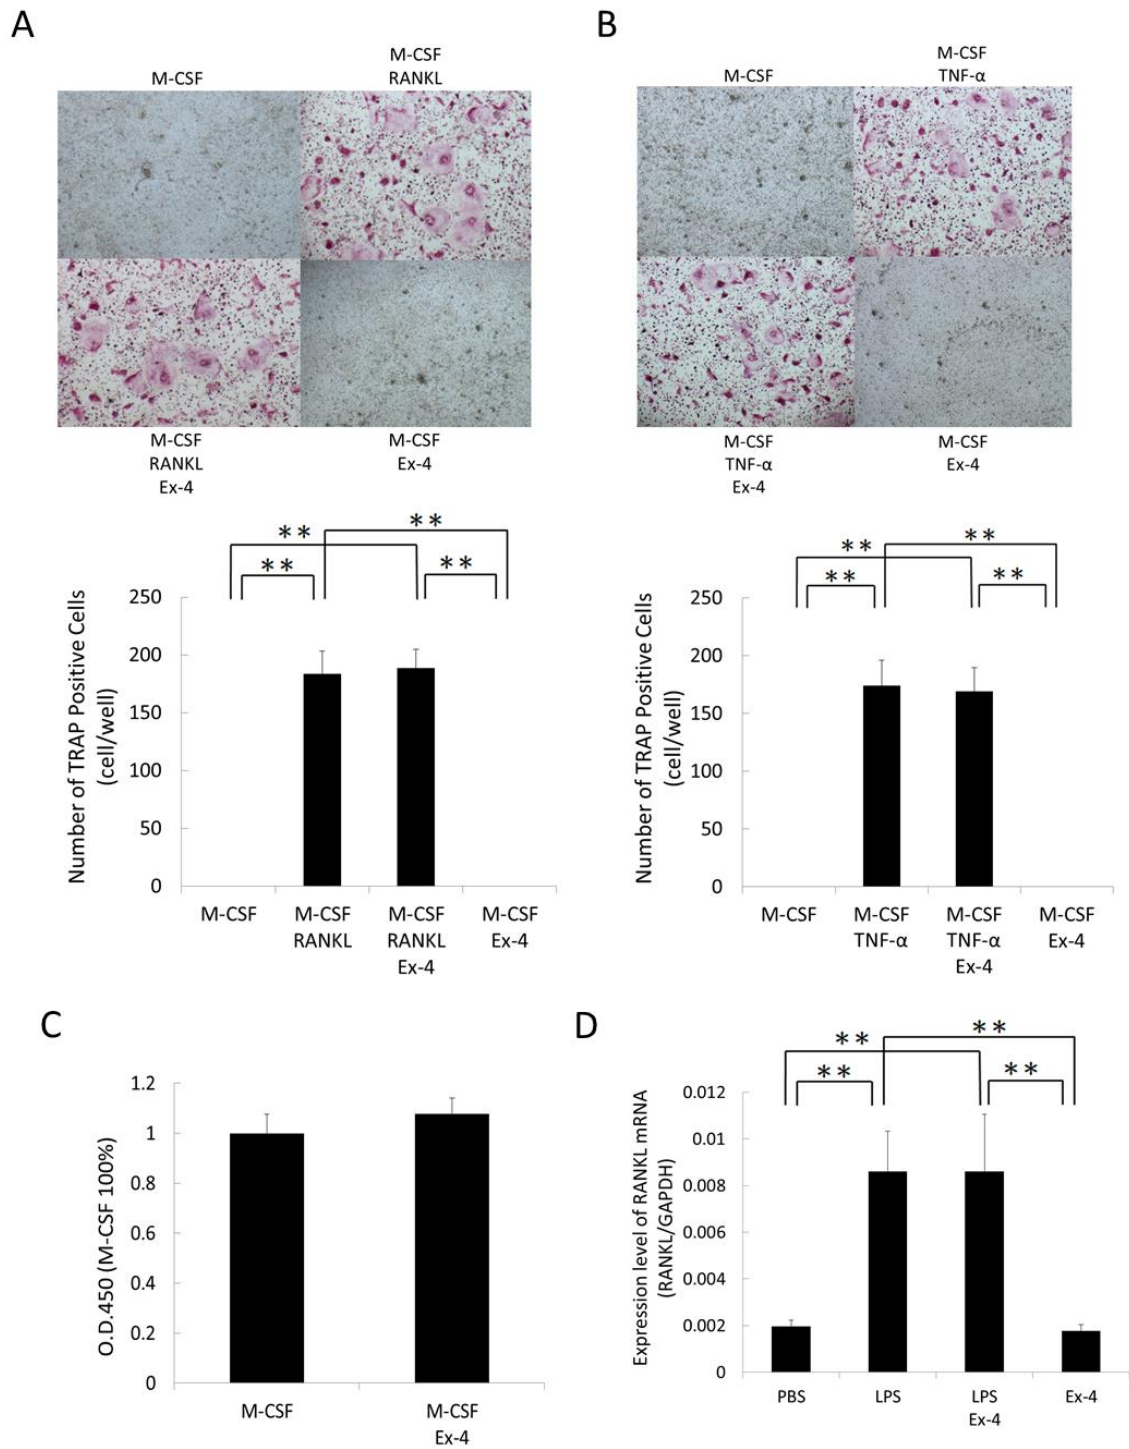 A
M-CSF
M-CSF
RANKL
M-CSF
RANKL
Ex-4
M-CSF
Ex-4
** **
** **
Number of TRAP Positive Cells
(cell/well)
250
200
150
100
50
0
M-CSF
M-CSF
RANKL
M-CSF
RANKL
Ex-4
M-CSF
Ex-4
B
M-CSF
M-CSF
TNF-α
M-CSF
TNF-α
Ex-4
M-CSF
Ex-4
** **
** **
Number of TRAP Positive Cells
(cell/well)
250
200
150
100
50
0
M-CSF
M-CSF
TNF-α
M-CSF
TNF-α
Ex-4
M-CSF
Ex-4
C
O.D.450 (M-CSF 100%)
1.2
1
0.8
0.6
0.4
0.2
0
M-CSF
M-CSF
Ex-4
D
** **
** **
Expression level of RANKL mRNA
(RANKL/GAPDH)
0.012
0.01
0.008
0.006
0.004
0.002
0
PBS
LPS
LPS
Ex-4
Ex-4